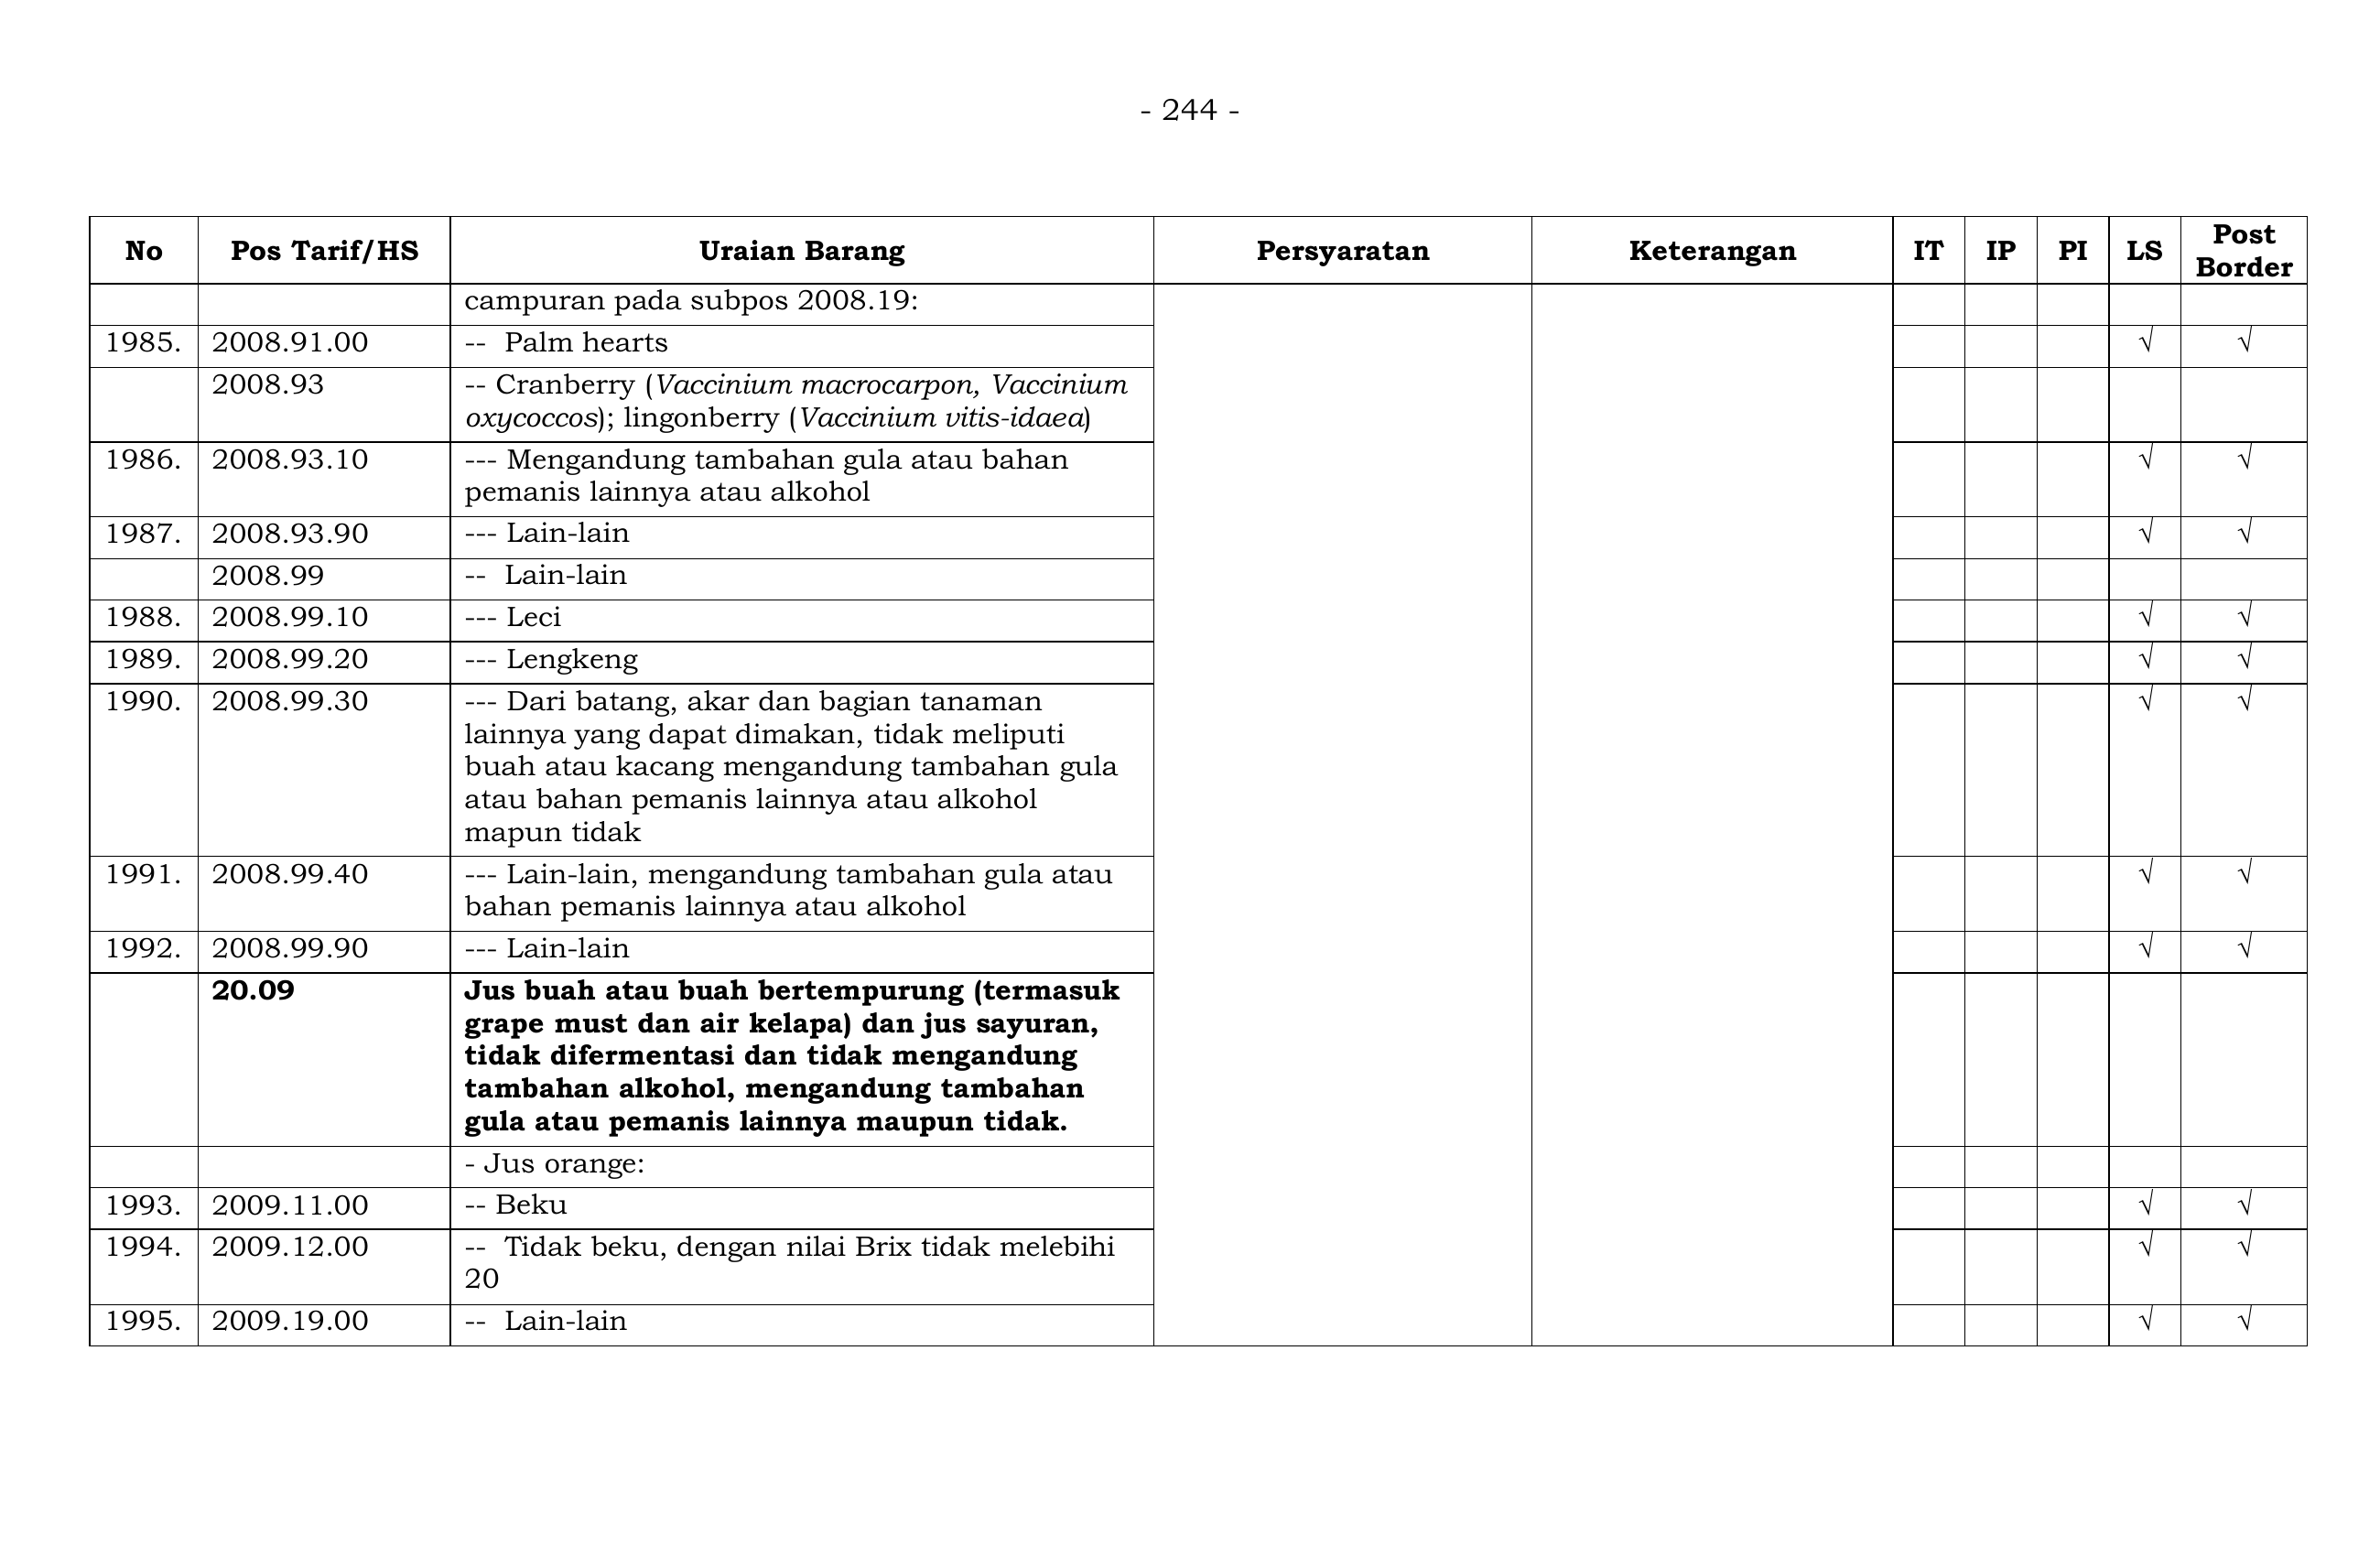 - 244 -
No Pos Tarif/HS Uraian Barang Persyaratan Keterangan IT IP PI LS Post Border
campuran pada subpos 2008.19:
1985. 2008.91.00 -- Palm hearts √ √
2008.93 -- Cranberry (Vaccinium macrocarpon, Vaccinium
oxycoccos); lingonberry (Vaccinium vitis-idaea)
1986. 2008.93.10 --- Mengandung tambahan gula atau bahan √ √
pemanis lainnya atau alkohol
1987. 2008.93.90 --- Lain-lain √ √
2008.99 -- Lain-lain
1988. 2008.99.10 --- Leci √ √
1989. 2008.99.20 --- Lengkeng √ √
1990. 2008.99.30 --- Dari batang, akar dan bagian tanaman √ √
lainnya yang dapat dimakan, tidak meliputi
buah atau kacang mengandung tambahan gula
atau bahan pemanis lainnya atau alkohol
mapun tidak
1991. 2008.99.40 --- Lain-lain, mengandung tambahan gula atau √ √
bahan pemanis lainnya atau alkohol
1992. 2008.99.90 --- Lain-lain √ √
20.09 Jus buah atau buah bertempurung (termasuk
grape must dan air kelapa) dan jus sayuran,
tidak difermentasi dan tidak mengandung
tambahan alkohol, mengandung tambahan
gula atau pemanis lainnya maupun tidak.
- Jus orange:
1993. 2009.11.00 -- Beku √ √
1994. 2009.12.00 -- Tidak beku, dengan nilai Brix tidak melebihi √ √
20
1995. 2009.19.00 -- Lain-lain √ √